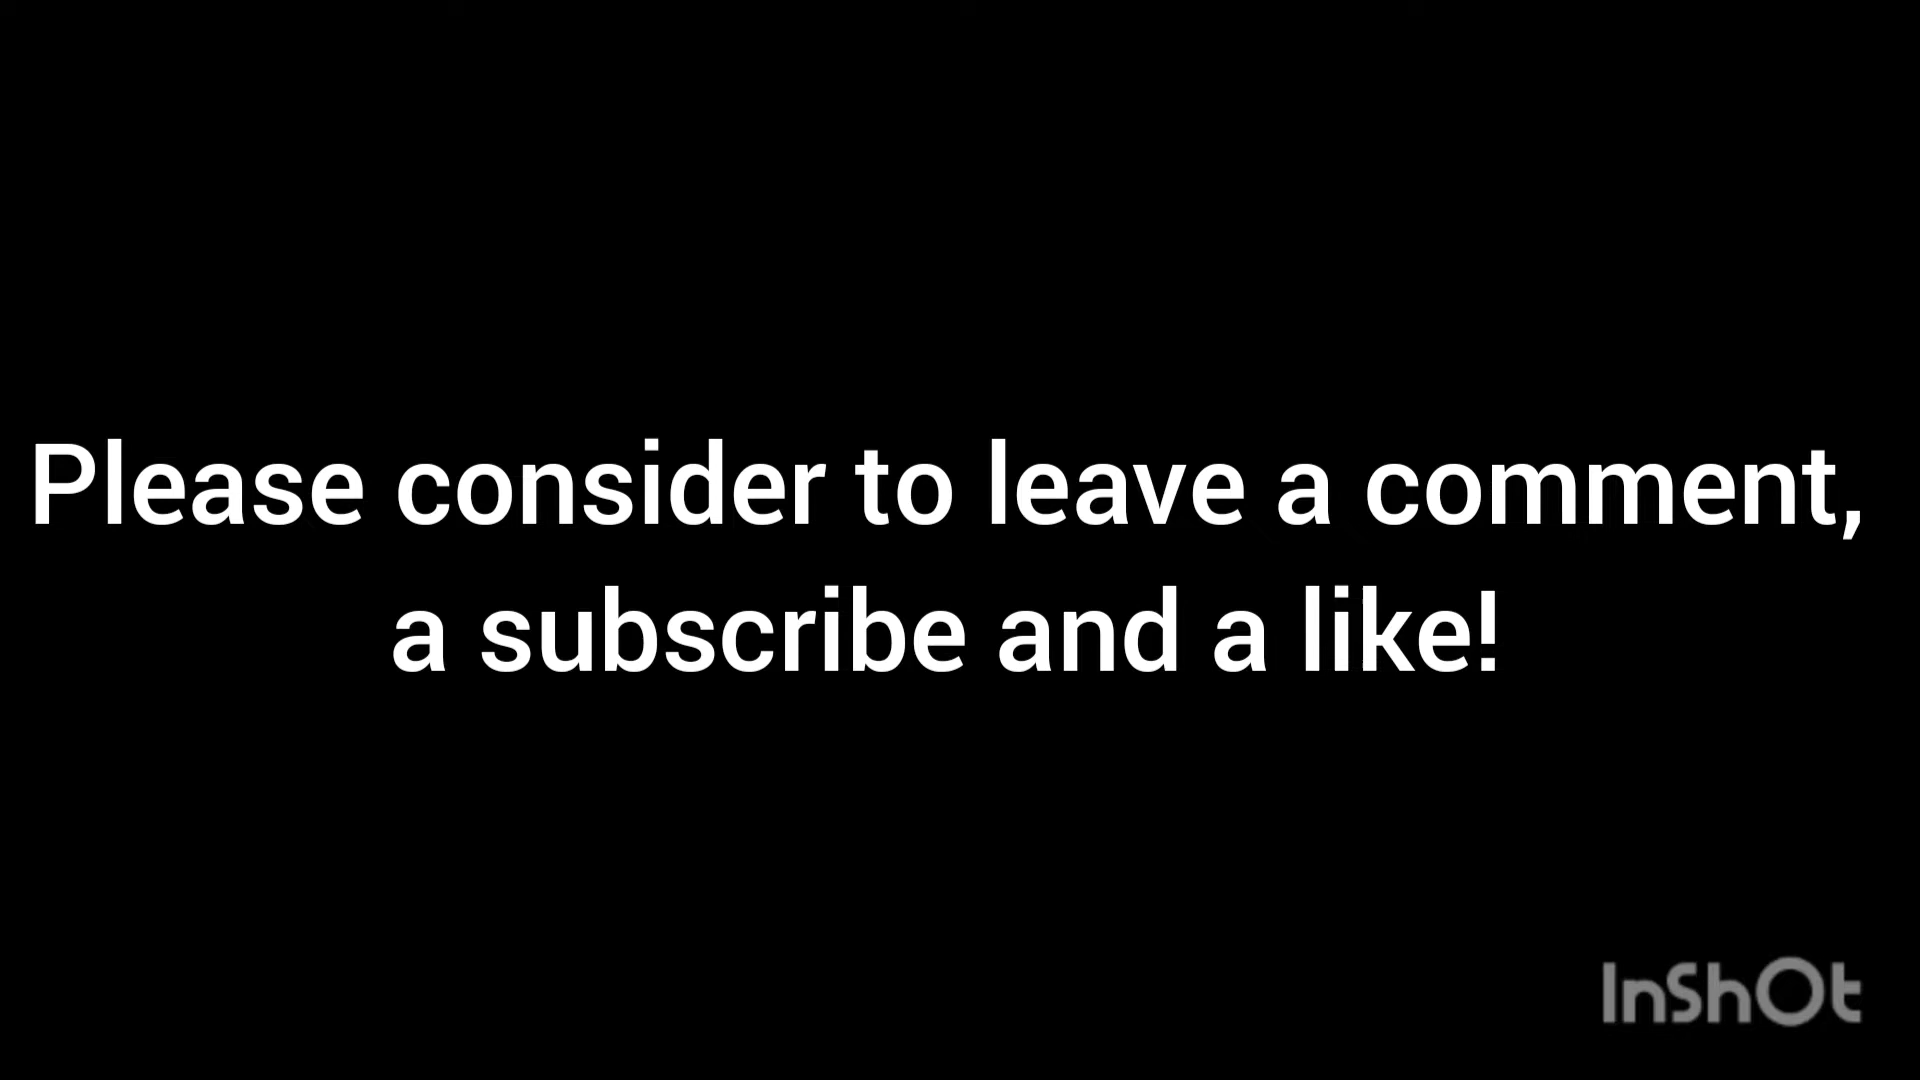 Please consider to leave a comment,
a subscribe and a like!
InShOt